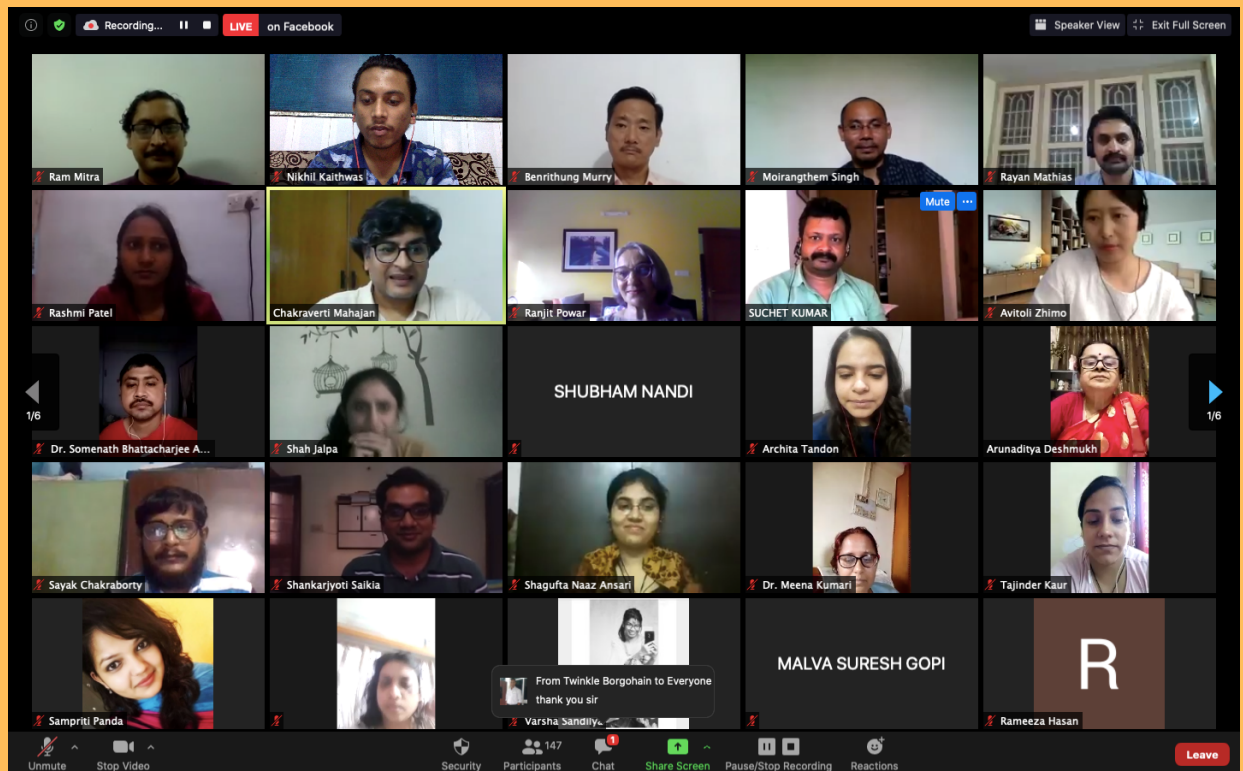 Recording...
LIVE on Facebook
Speaker View
Exit Full Screen
Ram Mitra
Nikhil Kaithwas
Benrithung Murry
Moirangthem Singh
Rayan Mathias
Mute
Rashmi Patel
Chakraverti Mahajan
Ranjit Powar
SUCHET KUMAR
Avitoli Zhimo
SHUBHAM NANDI
1/6
1/6
Dr. Somenath Bhattacharjee A...
Shah Jalpa
Archita Tandon
Arunaditya Deshmukh
Sayak Chakraborty
Shankarjyoti Saikia
Shagufta Naaz Ansari
Dr. Meena Kumari
Tajinder Kaur
MALVA SURESH GOPI
R
From Twinkle Borgohain to Everyone
thank you sir
Sampriti Panda
Varsha Sandilya
Rameeza Hasan
147
1
Unmute
Stop Video
Security
Participants
Chat
Share Screen
Pause/Stop Recording
Reactions
Leave